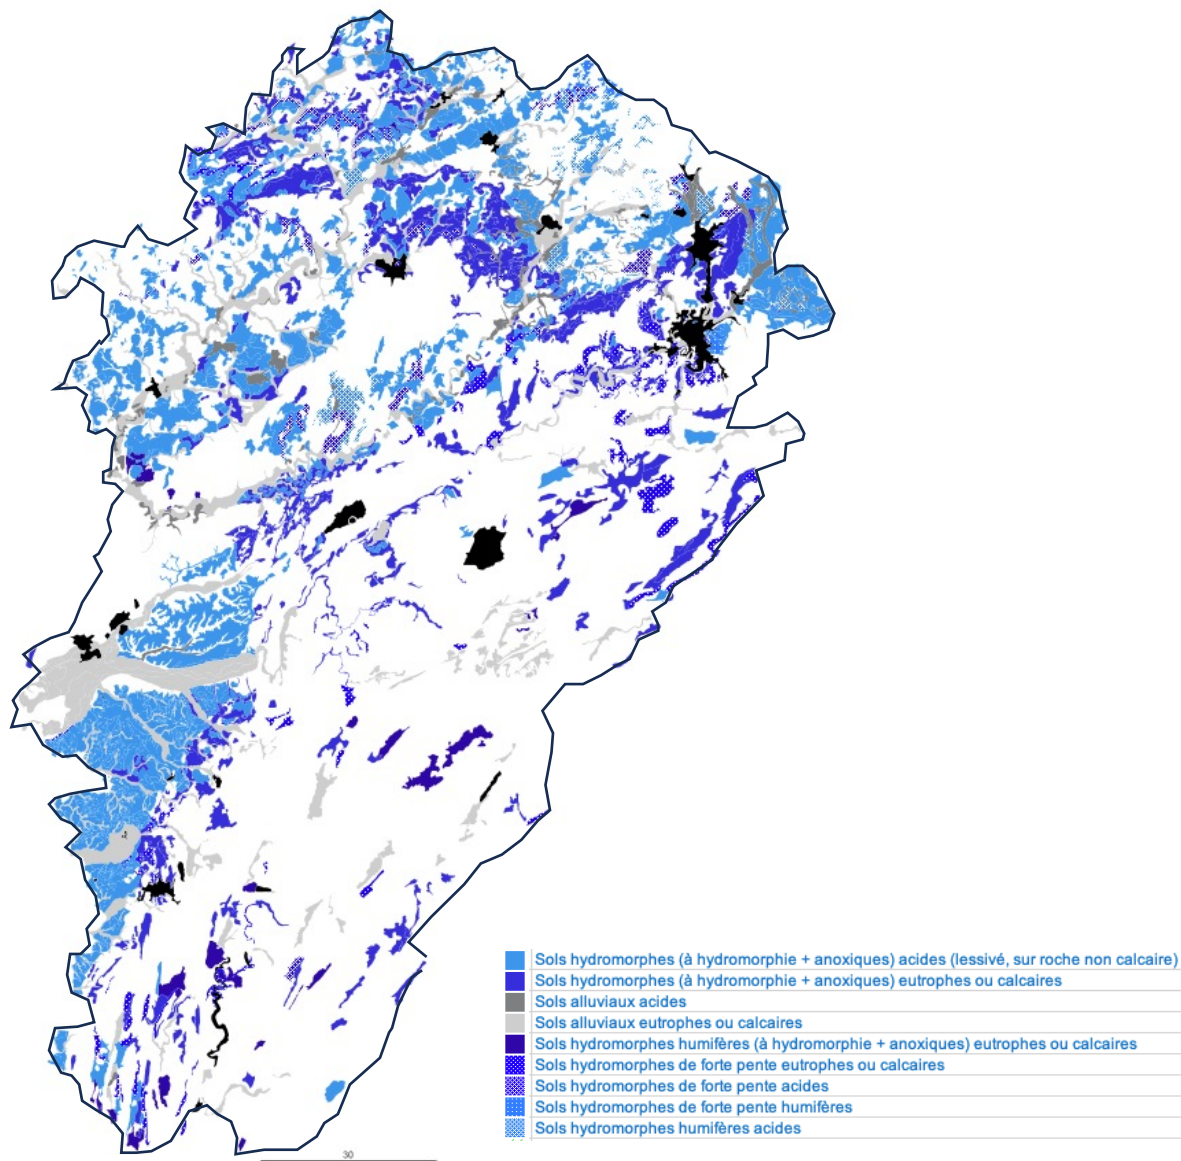 Sols hydromorphes (à hydromorphie + anoxiques) acides (lessivé, sur roche non calcaire)
Sols hydromorphes (à hydromorphie + anoxiques) eutrophes ou calcaires
Sols alluviaux acides
Sols alluviaux eutrophes ou calcaires
Sols hydromorphes humifères (à hydromorphie + anoxiques) eutrophes ou calcaires
Sols hydromorphes de forte pente eutrophes ou calcaires
Sols hydromorphes de forte pente acides
Sols hydromorphes de forte pente humifères
Sols hydromorphes humifères acides
30